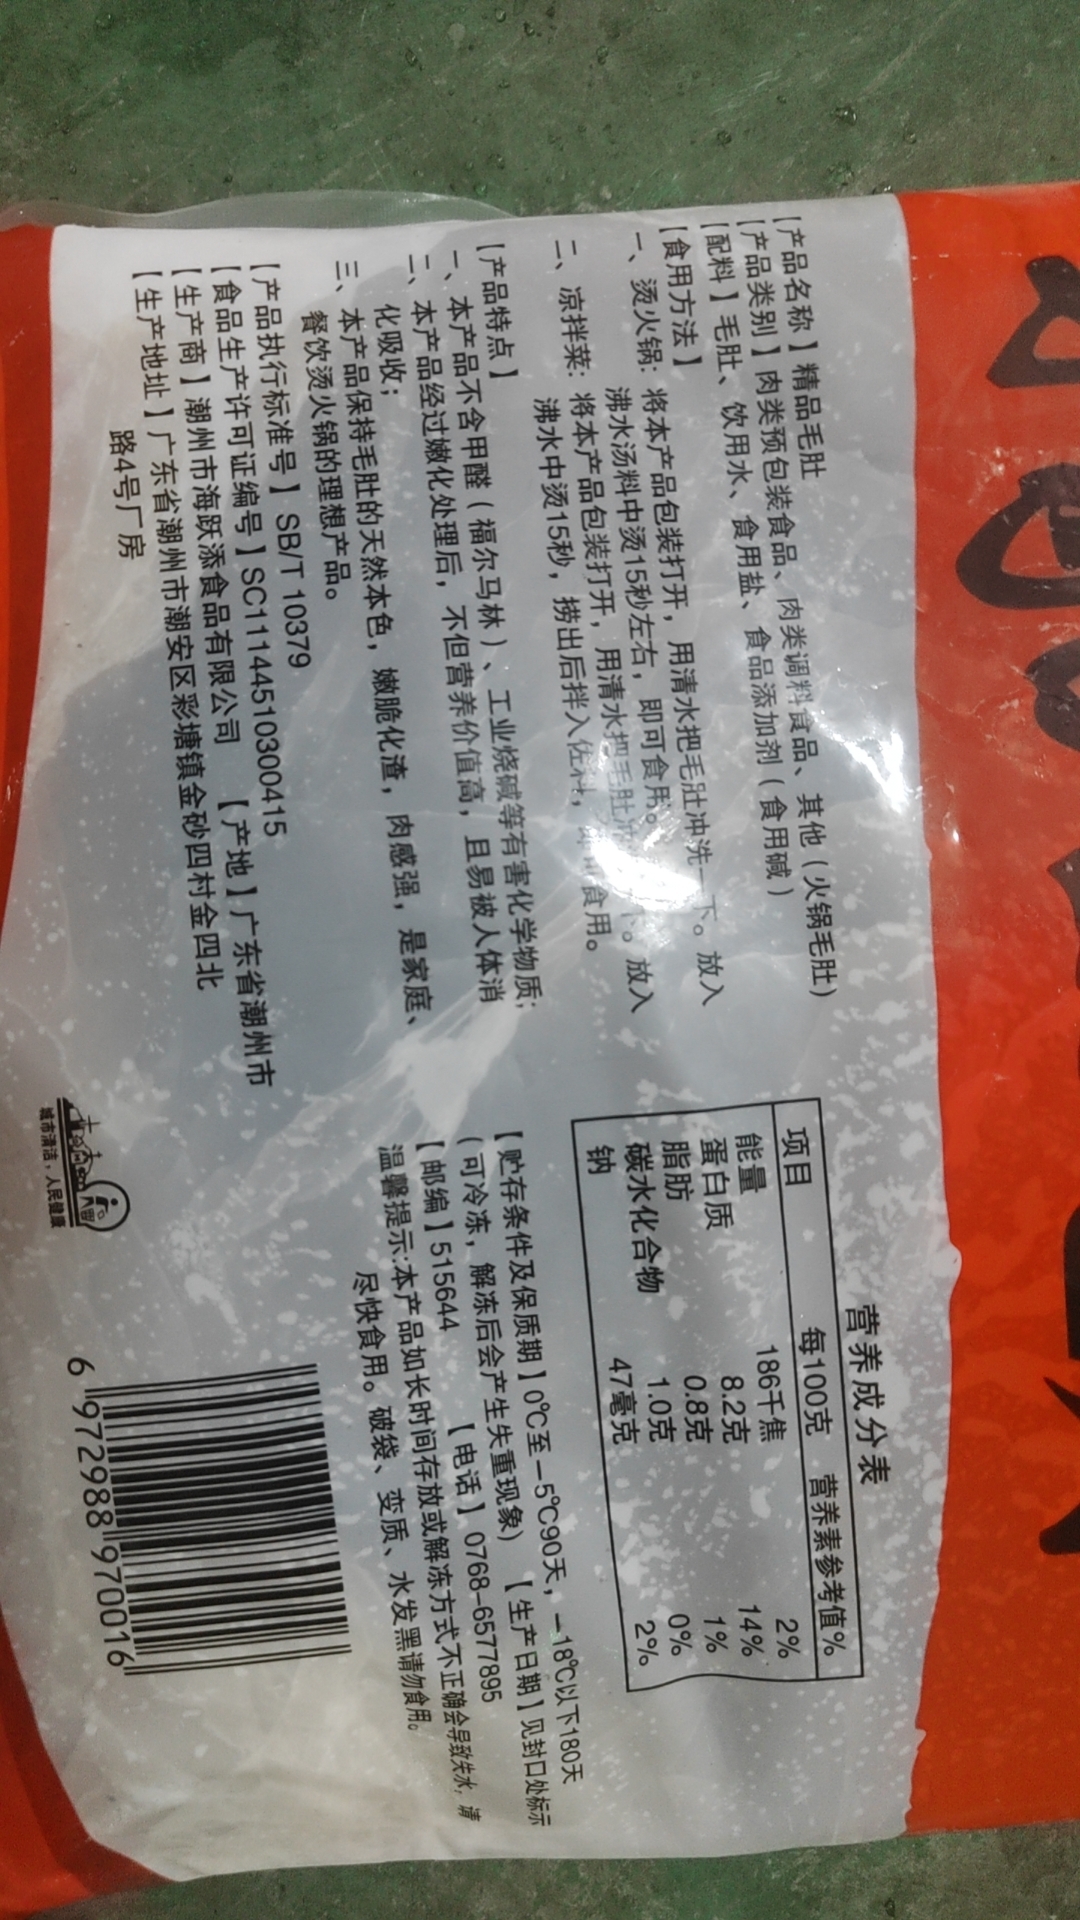 【产品名称】精品毛肚
【产品类别】肉类预包装食品、肉类调料食品、其他(火锅毛肚)
【配料】毛肚、饮用水、食用盐、食品添加剂(食用碱)
【食用方法】
一、烫火锅: 将本产品包装打开, 用清水把毛肚冲洗一下。放入
沸水汤料中烫15秒左右, 即可食用。
二、凉拌菜: 将本产品包装打开, 用清水把毛肚冲 下。放入
沸水中烫15秒, 捞出后拌入佐料, 食用。
【产品特点】
一、本产品不含甲醛(福尔马林)、工业烧碱等有害化学物质;
二、本产品经过嫩化处理后, 不但营养价值高, 且易被人体消
化吸收;
三、本产品保持毛肚的天然本色, 嫩脆化渣, 肉感强, 是家庭、
餐饮烫火锅的理想产品。
【产品执行标准号】SB/T 10379
【食品生产许可证编号】SC11144510300415
【生产商】潮州市海跃添食品有限公司 【产地】广东省潮州市
【生产地址】广东省潮州市潮安区彩塘镇金砂四村金四北
路4号厂房
营养成分表
项目 每100克 营养素参考值%
能量 186千焦 2%
蛋白质 8.2克 14%
脂肪 0.8克 1%
碳水化合物 1.0克 0%
钠 47毫克 2%
【贮存条件及保质期】0℃至-5℃90天, -18℃以下180天
(可冷冻, 解冻后会产生失重现象) 【生产日期】见封口处标示
【邮编】515644 【电话】0768-6577895
温馨提示:本产品如长时间存放或解冻方式不正确会导致失水, 请
尽快食用。破袋、变质、水发黑请勿食用。
城市清洁, 人民健康
6 972988 970016